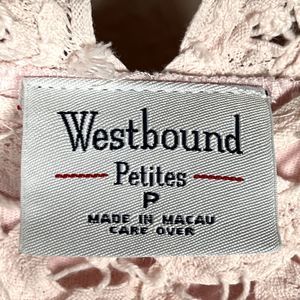 Westbound
Petites
P
MADE IN MACAU
CARE OVER